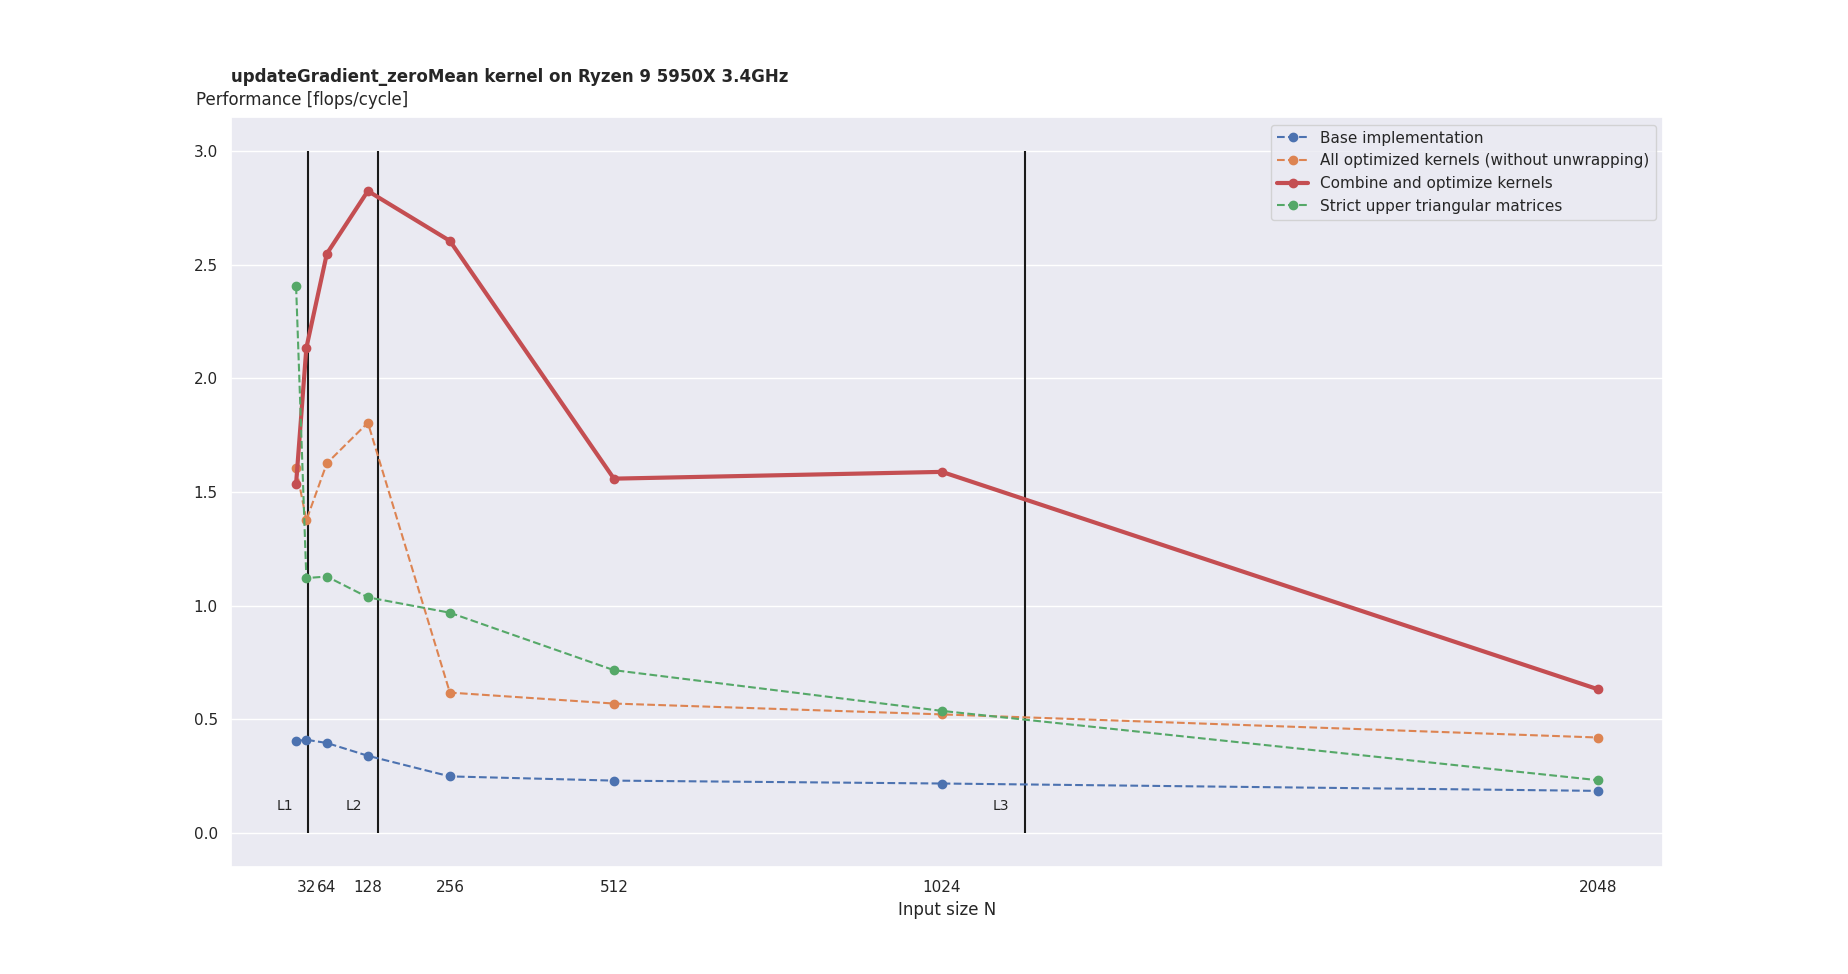 updateGradient_zeroMean kernel on Ryzen 9 5950X 3.4GHz
Performance [flops/cycle]
Base implementation
All optimized kernels (without unwrapping)
Combine and optimize kernels
Strict upper triangular matrices
3.0
2.5
2.0
1.5
1.0
0.5
0.0
L1 L2 L3
32 64 128 256 512 1024 2048
Input size N